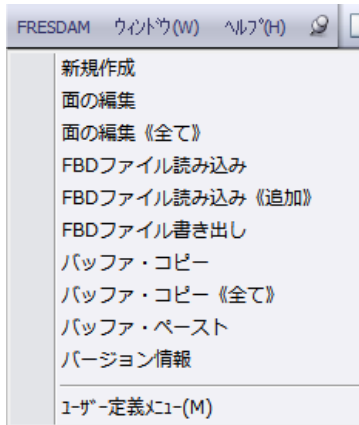 FRESDAM ウィンドウ(W) ヘルプ(H)
新規作成
面の編集
面の編集《全て》
FBDファイル読み込み
FBDファイル読み込み《追加》
FBDファイル書き出し
バッファ・コピー
バッファ・コピー《全て》
バッファ・ペースト
バージョン情報
ユーザー定義メニュー(M)